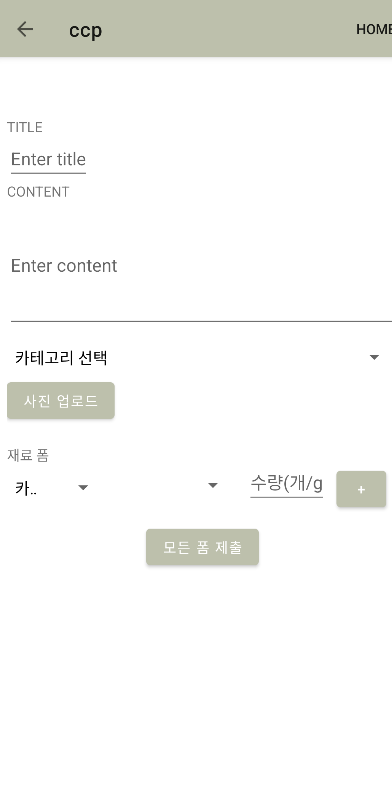 ccp
HOME
TITLE
Enter title
CONTENT
Enter content
카테고리 선택
사진 업로드
재료 폼
카..
수량(개/g
+
모든 폼 제출